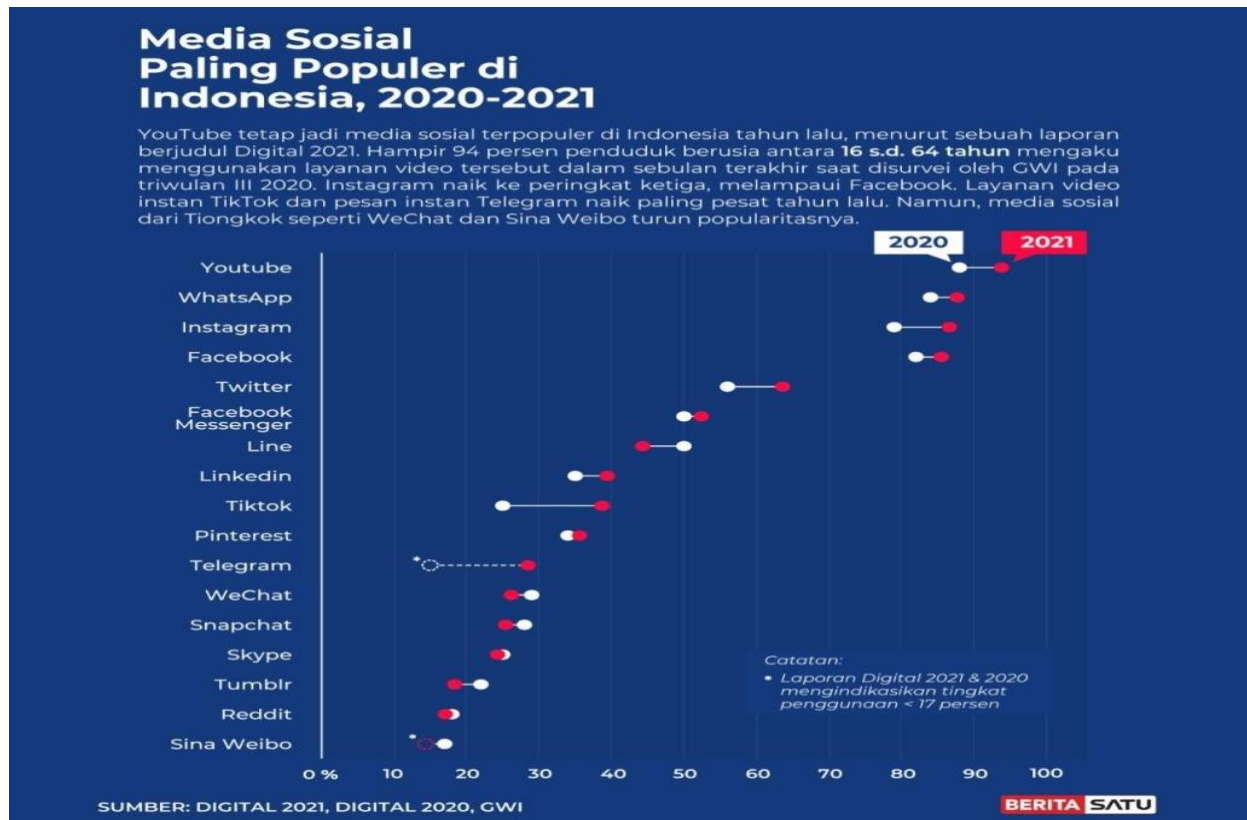 Media Sosial
Paling Populer di
Indonesia, 2020-2021
YouTube tetap jadi media sosial terpopuler di Indonesia tahun lalu, menurut sebuah laporan
berjudul Digital 2021. Hampir 94 persen penduduk berusia antara 16 s.d. 64 tahun mengaku
menggunakan layanan video tersebut dalam sebulan terakhir saat disurvei oleh GWI pada
triwulan III 2020. Instagram naik ke peringkat ketiga, melampaui Facebook. Layanan video
instan TikTok dan pesan instan Telegram naik paling pesat tahun lalu. Namun, media sosial
dari Tiongkok seperti WeChat dan Sina Weibo turun popularitasnya.
2020 2021
Youtube
WhatsApp
Instagram
Facebook
Twitter
Facebook
Messenger
Line
Linkedin
Tiktok
Pinterest
Telegram *
WeChat
Snapchat
Skype
Tumblr
Reddit
Sina Weibo *
Catatan:
* Laporan Digital 2021 & 2020
mengindikasikan tingkat
penggunaan < 17 persen
0 % 10 20 30 40 50 60 70 80 90 100
SUMBER: DIGITAL 2021, DIGITAL 2020, GWI
BERITA SATU